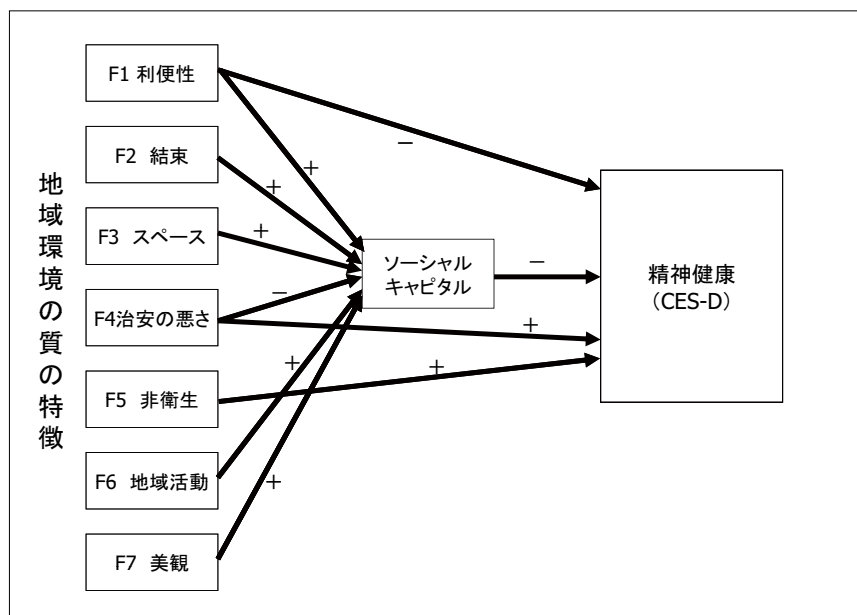 地域環境の質の特徴
F1 利便性
F2 結束
F3 スペース
F4治安の悪さ
F5 非衛生
F6 地域活動
F7 美観
ソーシャル
キャピタル
精神健康
(CES-D)
−
+
+
+
−
−
+
+
+
+